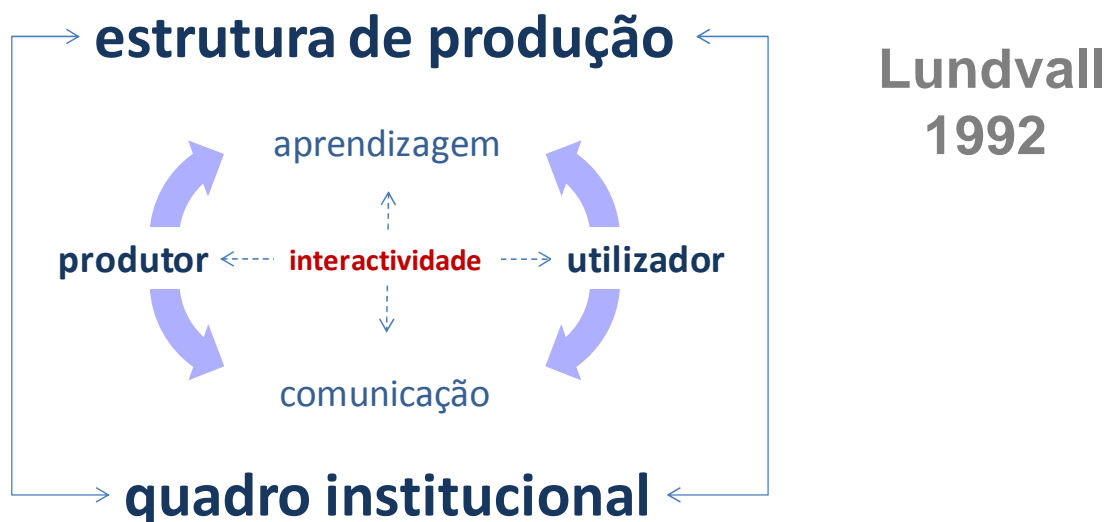 estrutura de produção
Lundvall
1992
aprendizagem
produtor
interactividade
utilizador
comunicação
quadro institucional